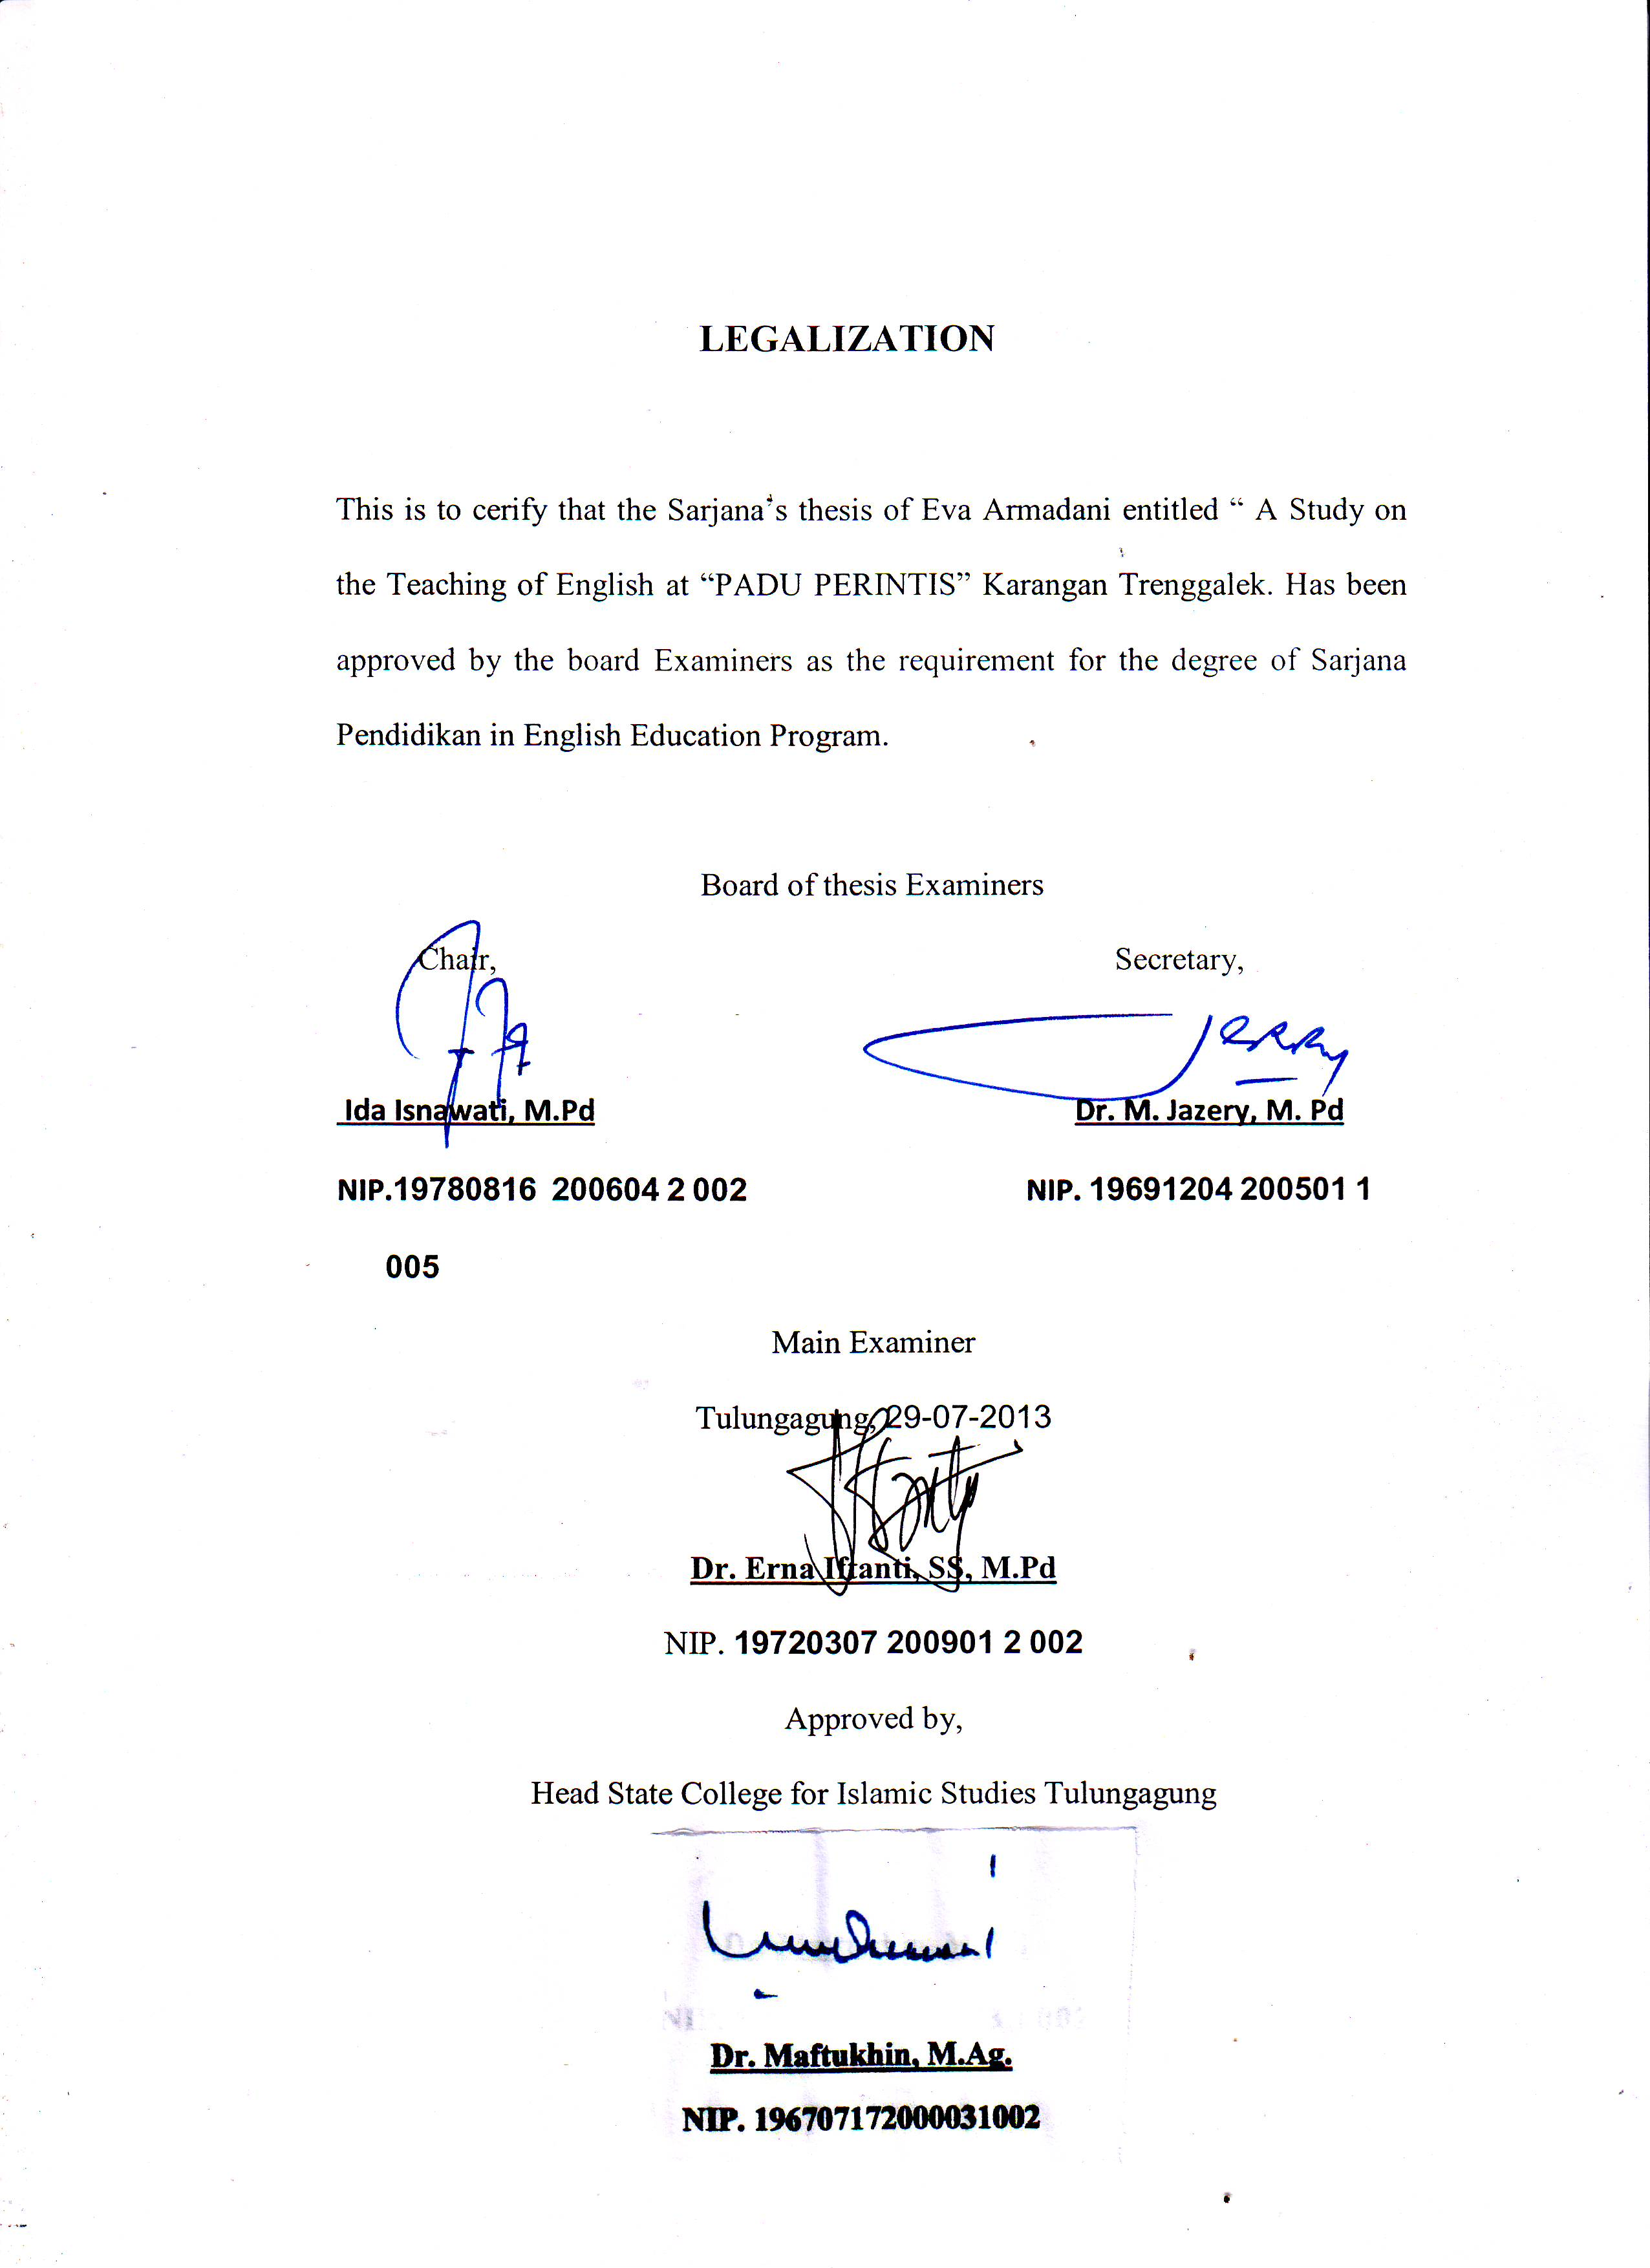 LEGALIZATION
This is to cerify that the Sarjana's thesis of Eva Armadani entitled “ A Study on
the Teaching of English at “PADU PERINTIS” Karangan Trenggalek. Has been
approved by the board Examiners as the requirement for the degree of Sarjana
Pendidikan in English Education Program.
Board of thesis Examiners
Chair, Secretary,
JERRY
Ida Isnawati, M.Pd Dr. M. Jazery, M. Pd
NIP.19780816 200604 2 002 NIP. 19691204 200501 1
005
Main Examiner
Tulungagung, 29-07-2013
Dr. Erna Iftanti, SS, M.Pd
NIP. 19720307 200901 2 002
Approved by,
Head State College for Islamic Studies Tulungagung
Dr. Maftukhin, M.Ag.
NIP. 196707172000031002